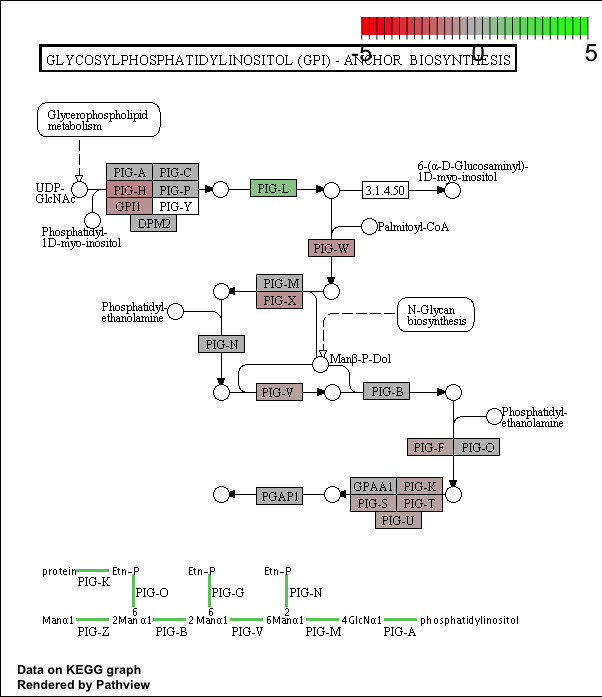 -5 0 5
GLYCOSYLPHOSPHATIDYLINOSITOL (GPI) - ANCHOR BIOSYNTHESIS
Glycerophospholipid
metabolism
UDP-
GlcNAc
PIG-A PIG-C
PIG-H PIG-P
GPI1 PIG-Y
DPM2
Phosphatidyl-
1D-myo-inositol
PIG-L
3.1.4.50
6-(α-D-Glucosaminyl)-
1D-myo-inositol
PIG-W
Palmitoyl-CoA
PIG-M
PIG-X
Phosphatidyl-
ethanolamine
N-Glycan
biosynthesis
PIG-N
Manβ-P-Dol
PIG-V
PIG-B
Phosphatidyl-
ethanolamine
PIG-F PIG-O
PGAP1
GPAA1 PIG-K
PIG-S PIG-T
PIG-U
protein Etn-P Etn-P Etn-P
PIG-K PIG-O PIG-G PIG-N
6 6 2
Manα1 2Manα1 2 Manα1 6Manα1 4GlcNα1 phosphatidylinositol
PIG-Z PIG-B PIG-V PIG-M PIG-A
Data on KEGG graph
Rendered by Pathview